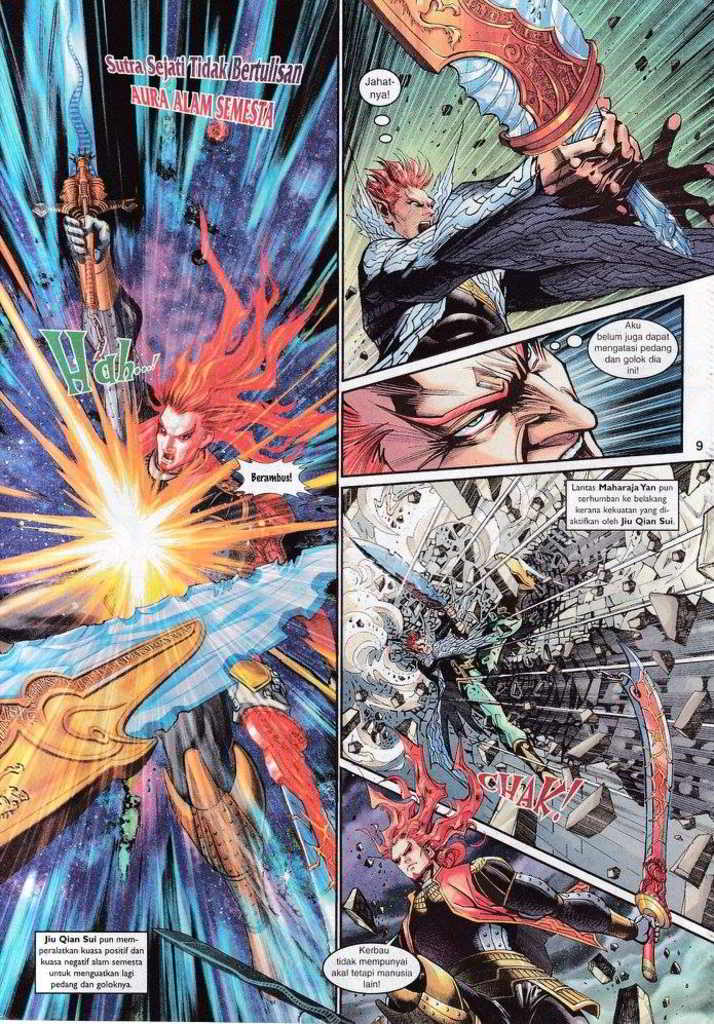 Sutra Sejati Tidak Bertulisan
AURA ALAM SEMESTA
Hah...!
Berambus!
Jiu Qian Sui pun mem-
peralatkan kuasa positif dan
kuasa negatif alam semesta
untuk menguatkan lagi
pedang dan goloknya.
Jahat-
nya!
Aku
belum juga dapat
mengatasi pedang
dan golok dia
ini!
9
Lantas Maharaja Yan pun
terhumban ke belakang
kerana kekuatan yang di-
aktifkan oleh Jiu Qian Sui.
CHAK!
Kerbau
tidak mempunyai
akal tetapi manusia
lain!